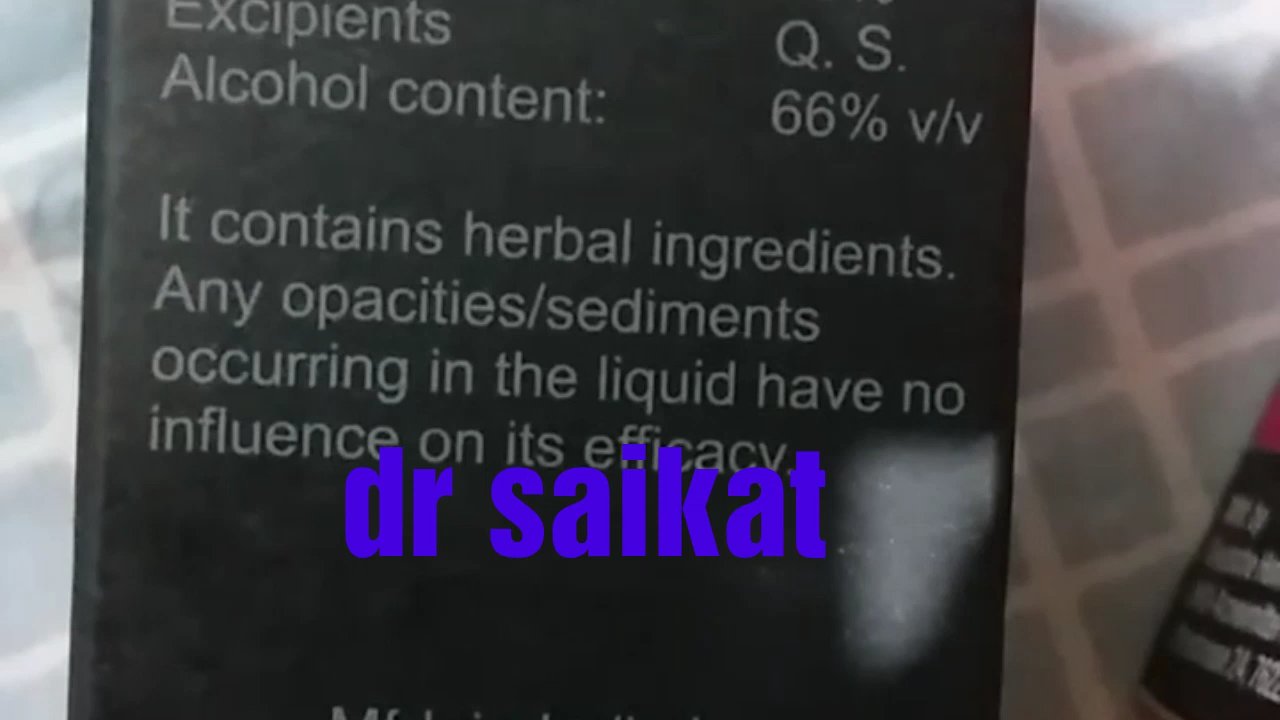 Excipients Q. S.
Alcohol content: 66% v/v
It contains herbal ingredients.
Any opacities/sediments
occurring in the liquid have no
influence on its efficacy.
dr saikat